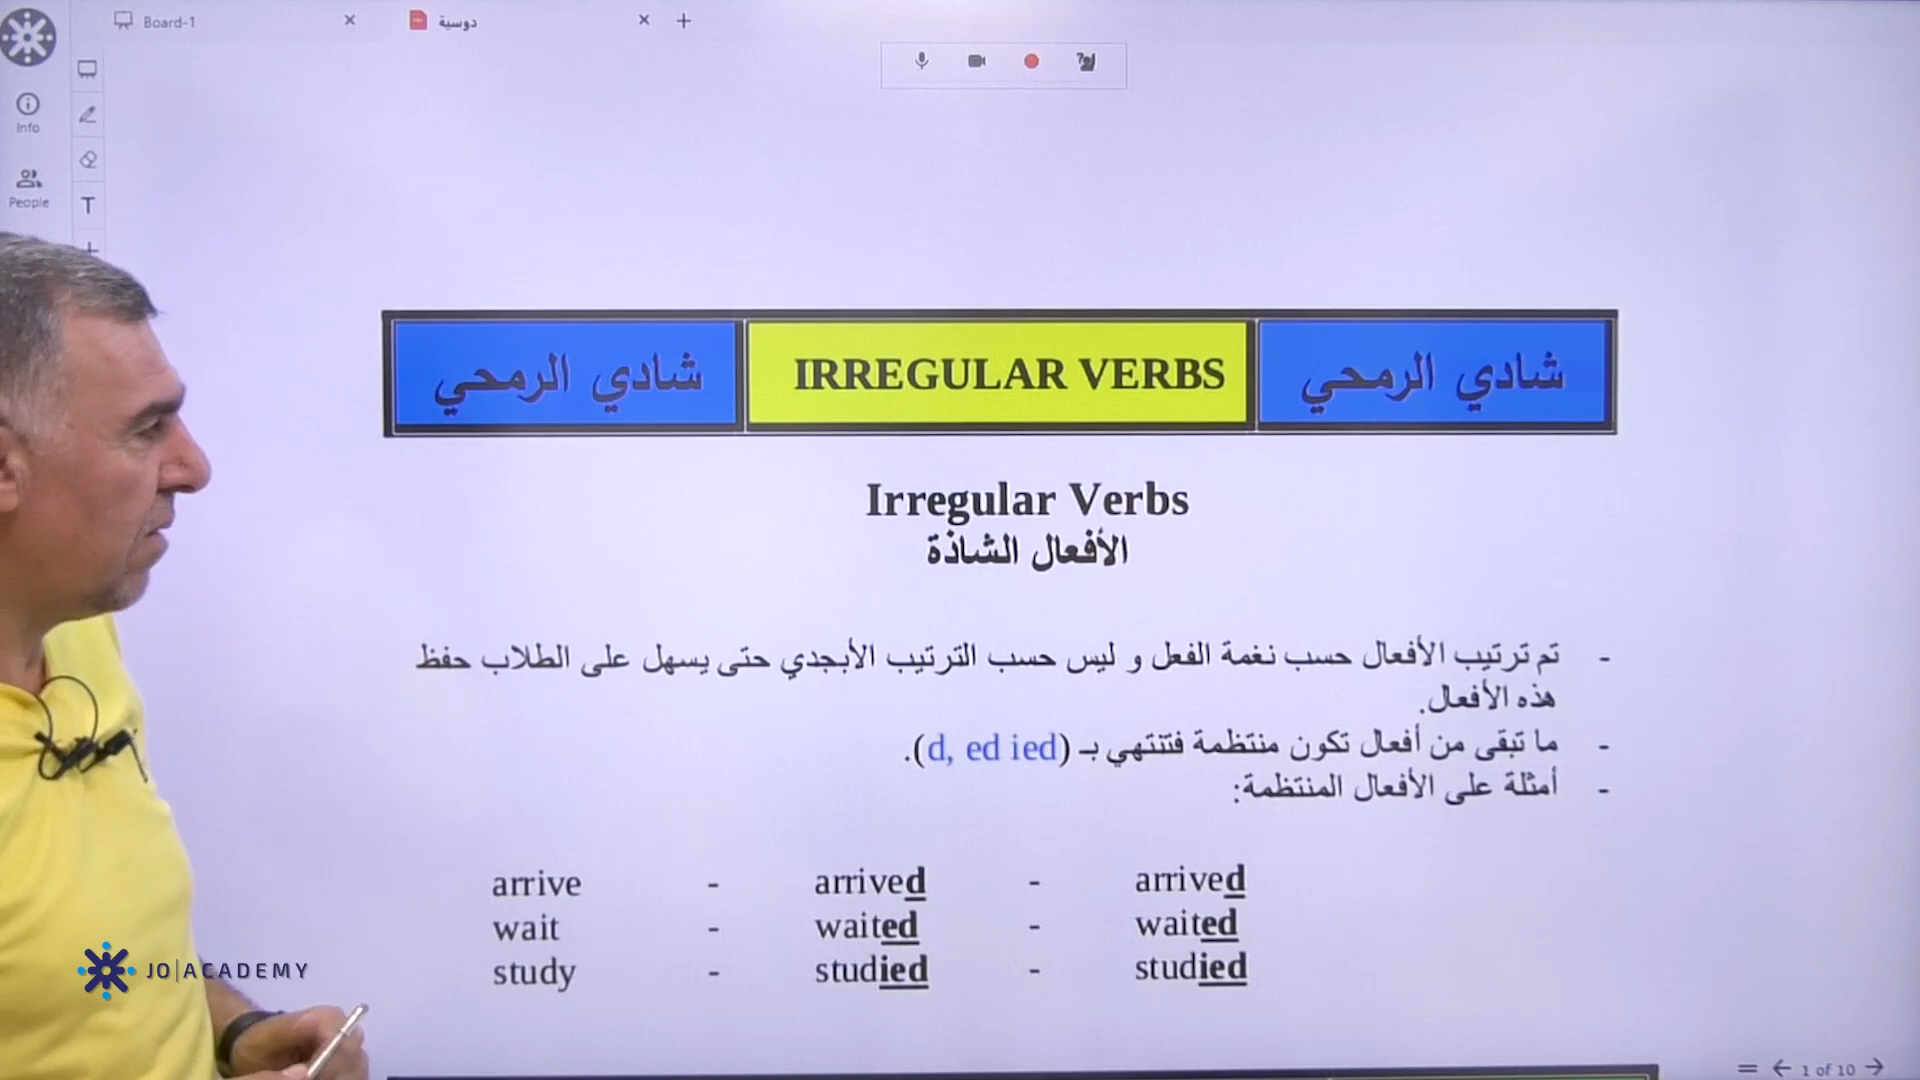 Board-1
دوسية
Info
People
T
شادي الرمحي
IRREGULAR VERBS
شادي الرمحي
Irregular Verbs
الأفعال الشاذة
- تم ترتيب الأفعال حسب نغمة الفعل و ليس حسب الترتيب الأبجدي حتى يسهل على الطلاب حفظ
هذه الأفعال.
- ما تبقى من أفعال تكون منتظمة فتنتهي بـ (d, ed ied).
- أمثلة على الأفعال المنتظمة:
arrive - arrived - arrived
wait - waited - waited
study - studied - studied
JO|ACADEMY
1 of 10